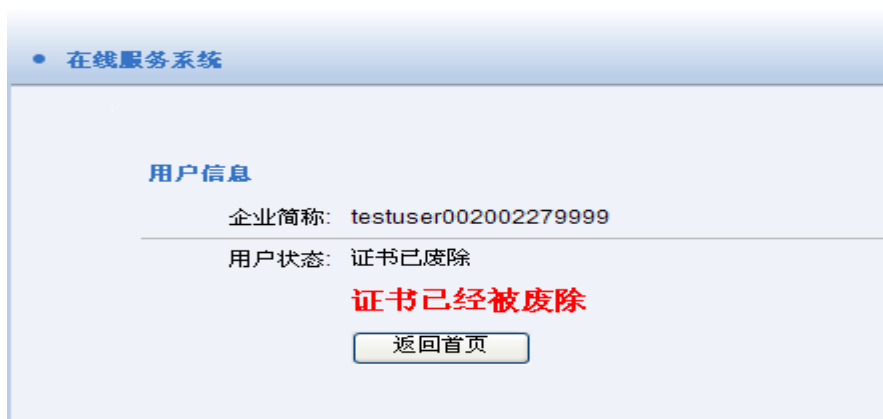 在线服务系统
用户信息
企业简称: testuser002002279999
用户状态: 证书已废除
证书已经被废除
返回首页